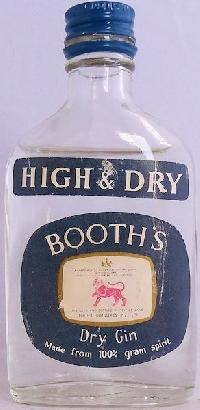 HIGH & DRY
BOOTH'S
Dry Gin
Made from 100% grain spirit